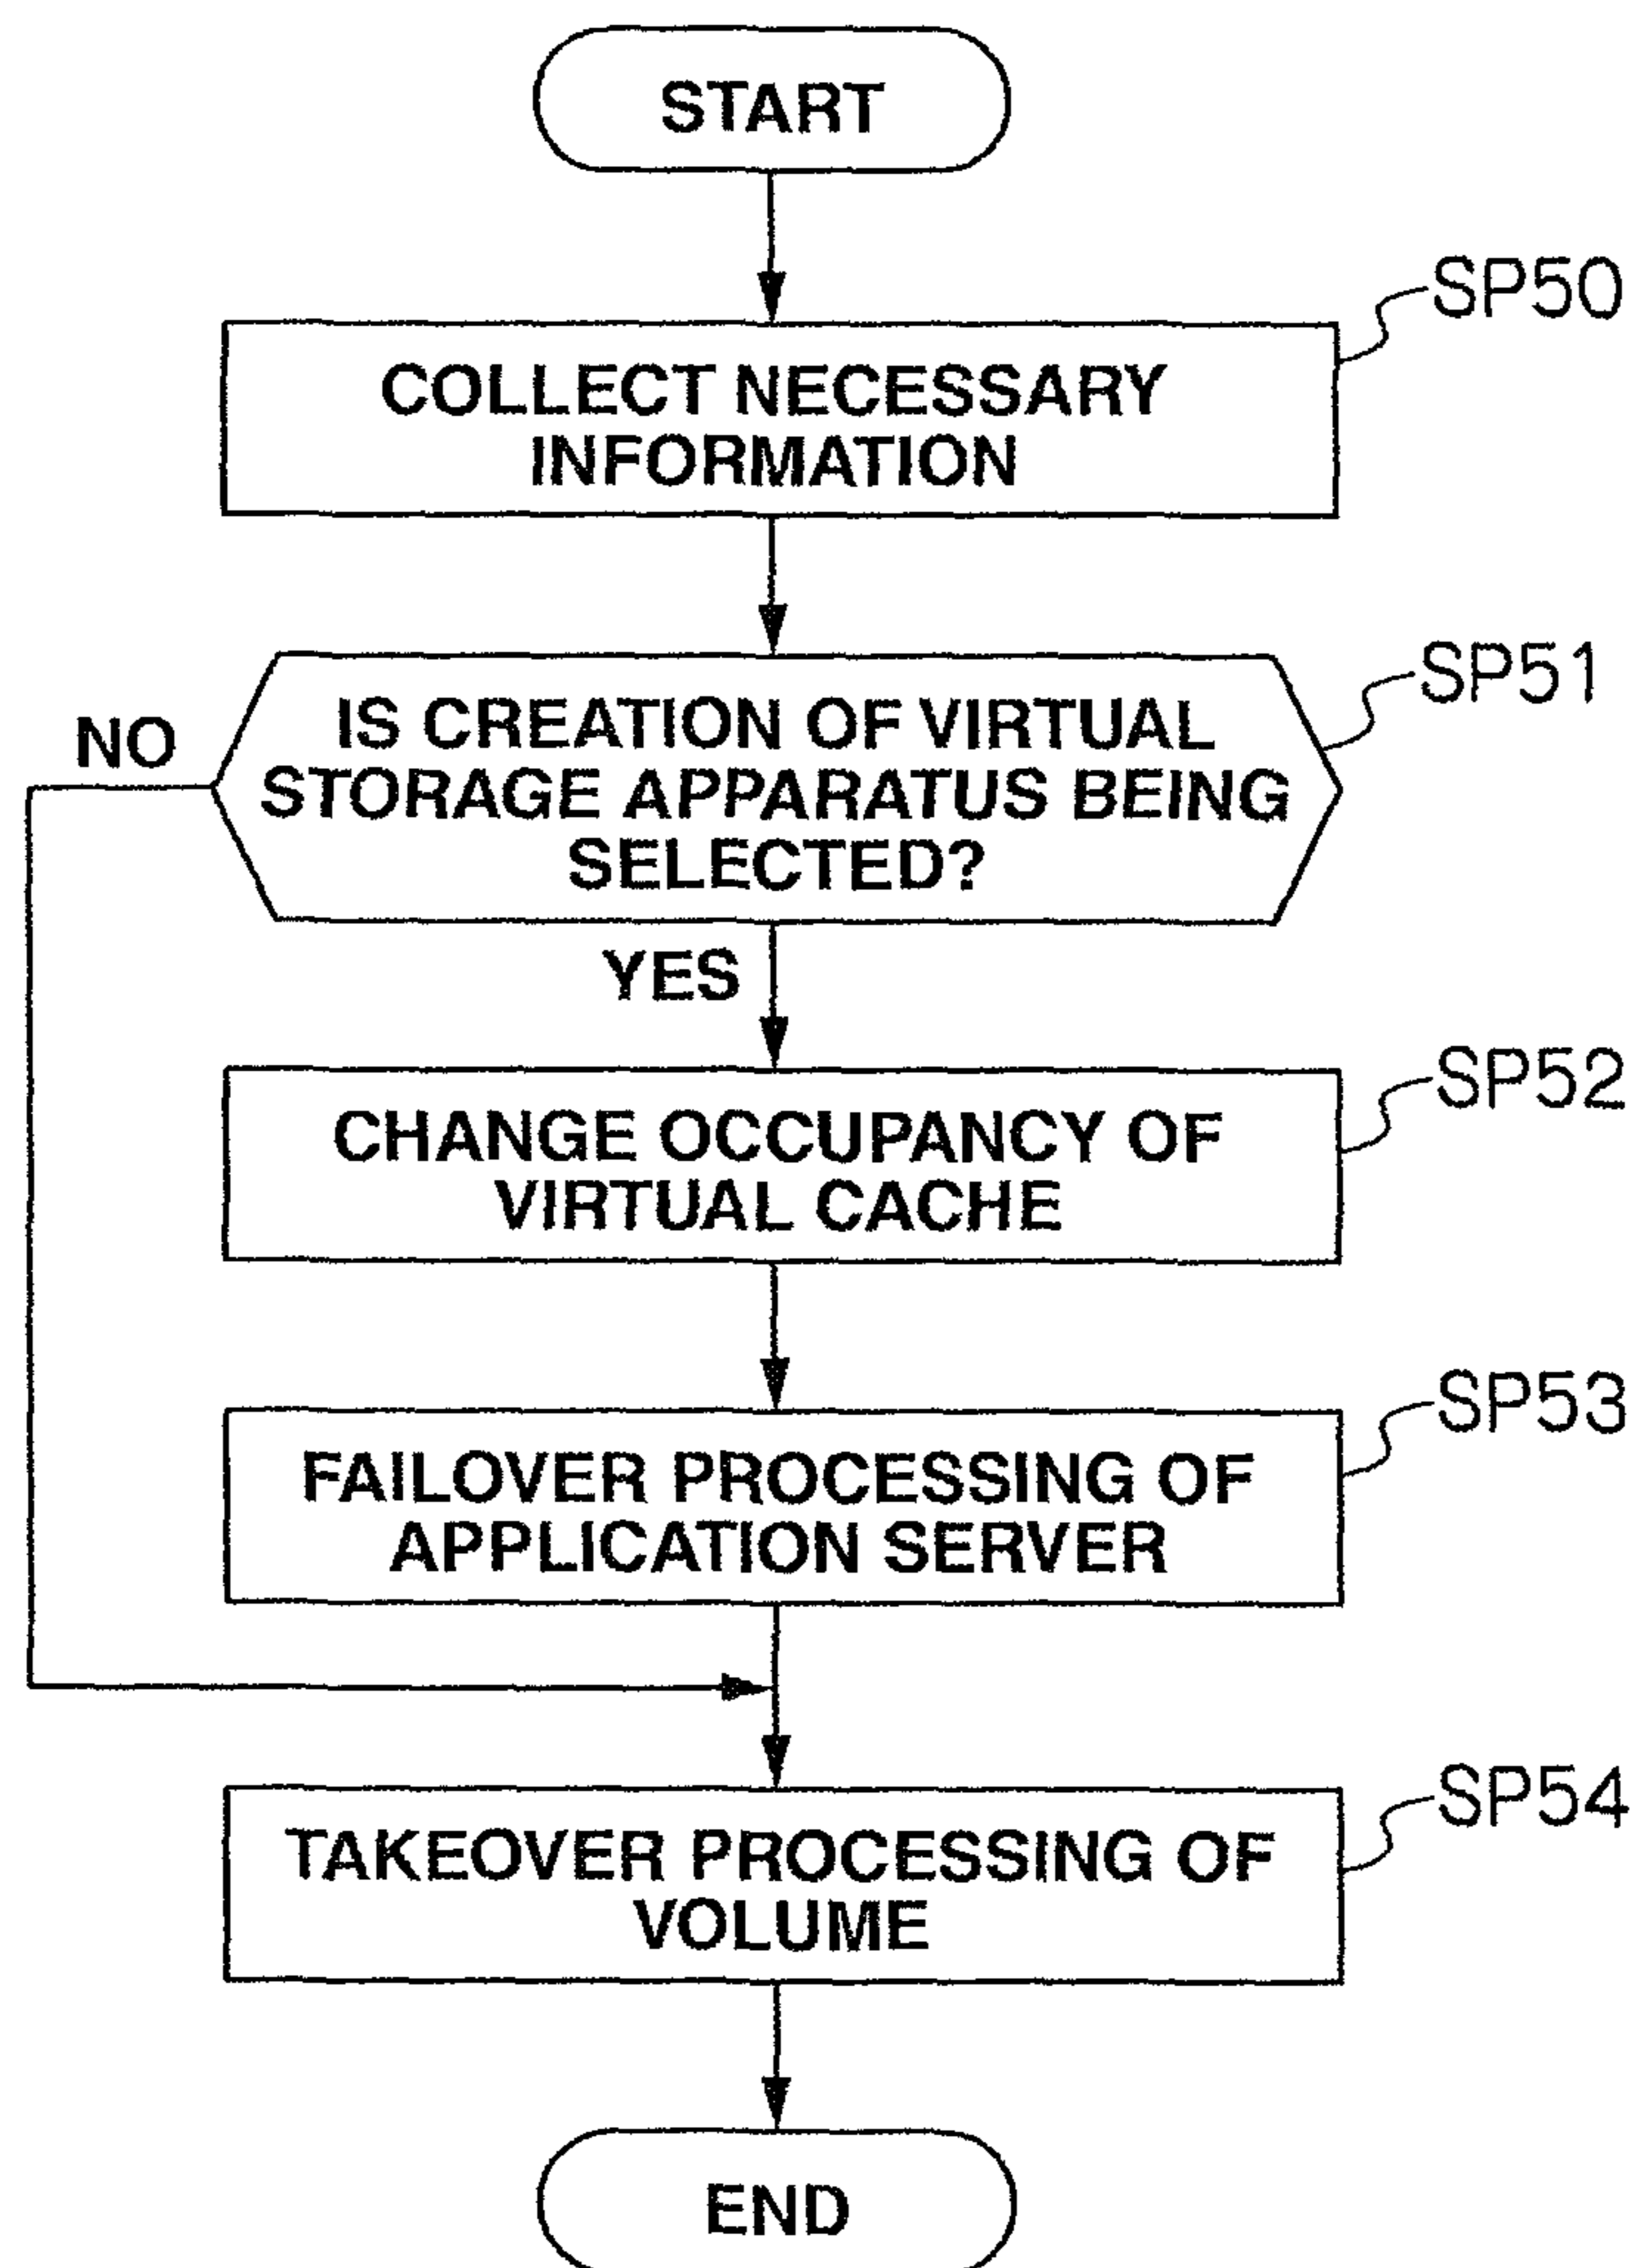 START
SP50
COLLECT NECESSARY
INFORMATION
SP51
NO
IS CREATION OF VIRTUAL
STORAGE APPARATUS BEING
SELECTED?
YES
SP52
CHANGE OCCUPANCY OF
VIRTUAL CACHE
SP53
FAILOVER PROCESSING OF
APPLICATION SERVER
SP54
TAKEOVER PROCESSING OF
VOLUME
END